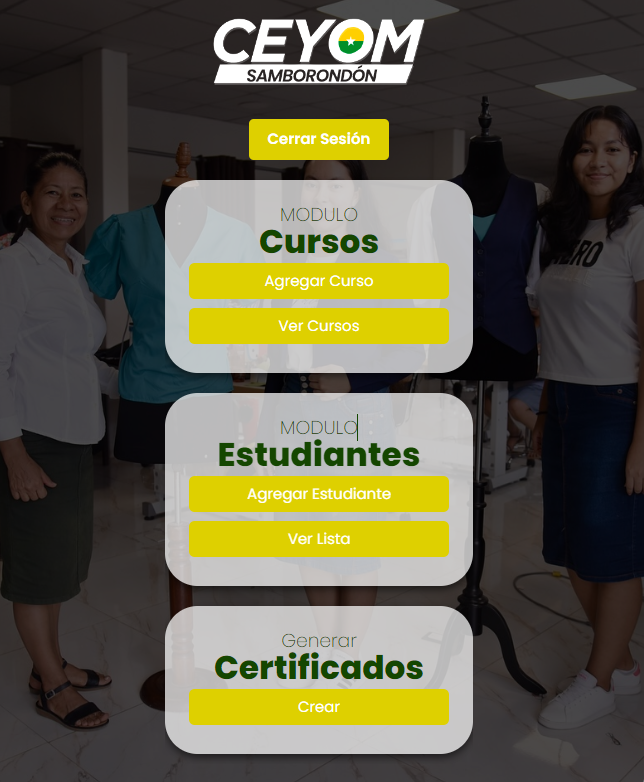 CEYOM
SAMBORONDÓN
Cerrar Sesión
MODULO
Cursos
Agregar Curso
Ver Cursos
MODULO
Estudiantes
Agregar Estudiante
Ver Lista
Generar
Certificados
Crear